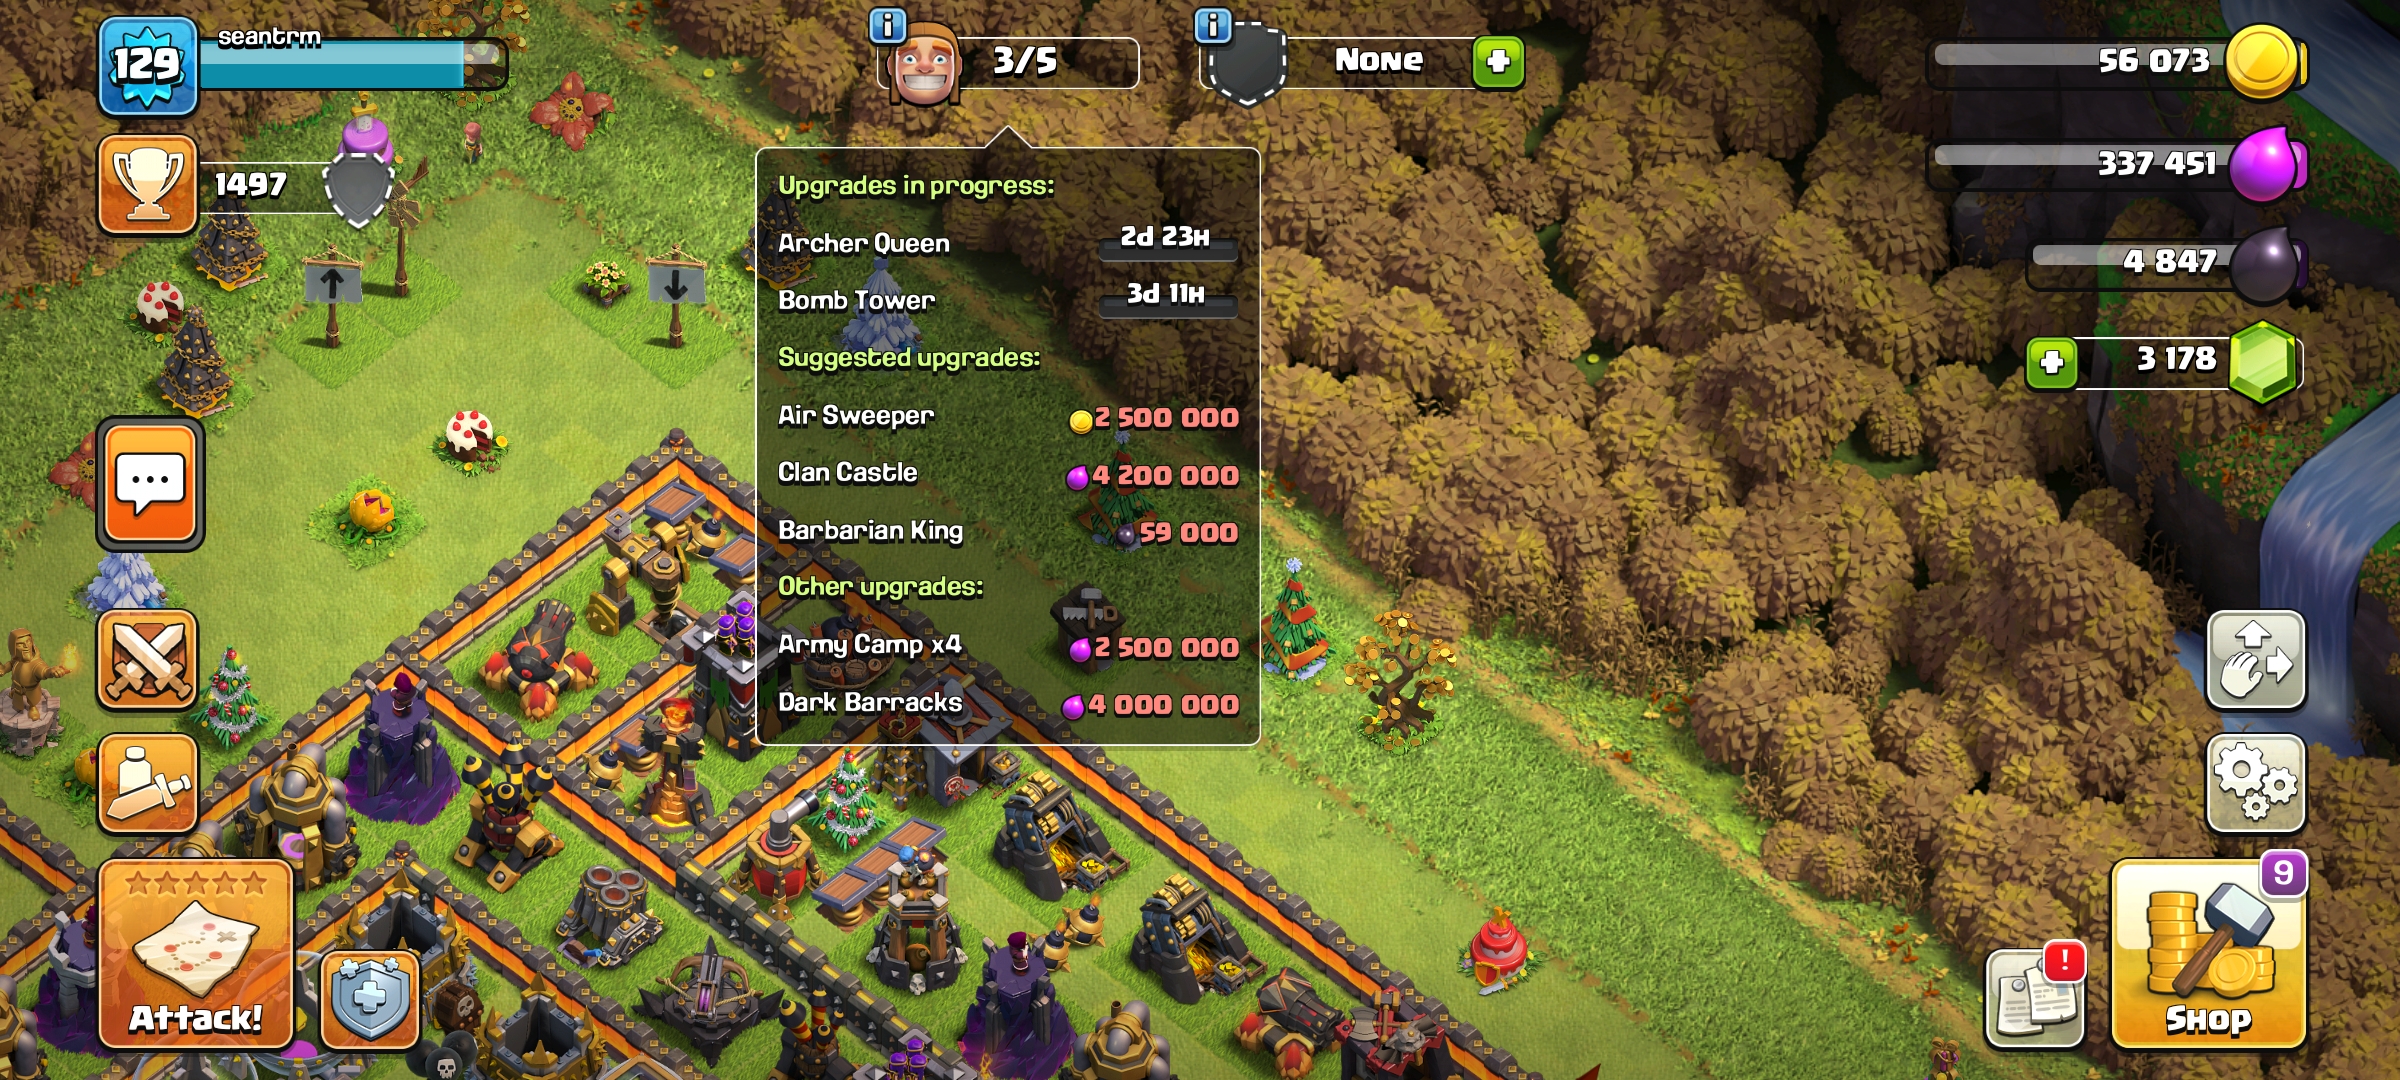 129
seantrm
3/5
None
56 073
1497
337 451
4 847
3 178
Upgrades in progress:
Archer Queen 2d 23H
Bomb Tower 3d 11H
Suggested upgrades:
Air Sweeper 2 500 000
Clan Castle 4 200 000
Barbarian King 59 000
Other upgrades:
Army Camp x4 2 500 000
Dark Barracks 4 000 000
Attack!
9
!
Shop